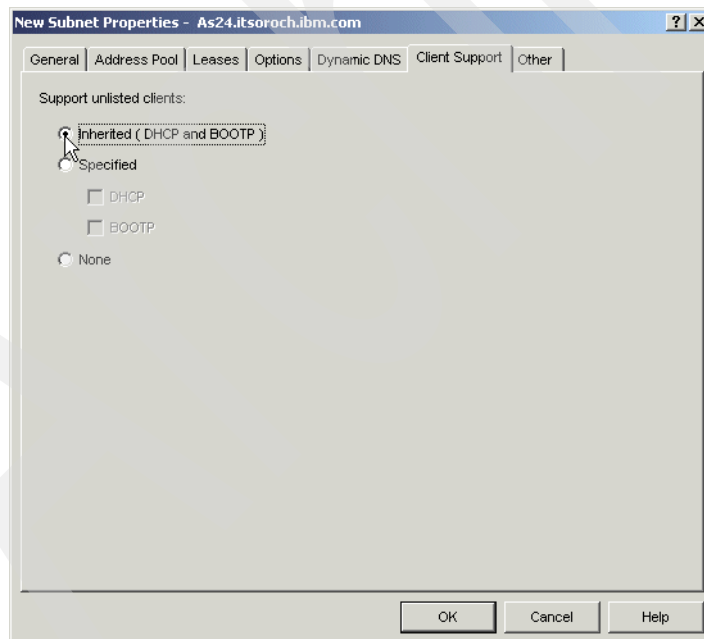 New Subnet Properties - As24.itsoroch.ibm.com
General Address Pool Leases Options Dynamic DNS Client Support Other
Support unlisted clients:
Inherited ( DHCP and BOOTP )
Specified
DHCP
BOOTP
None
OK Cancel Help